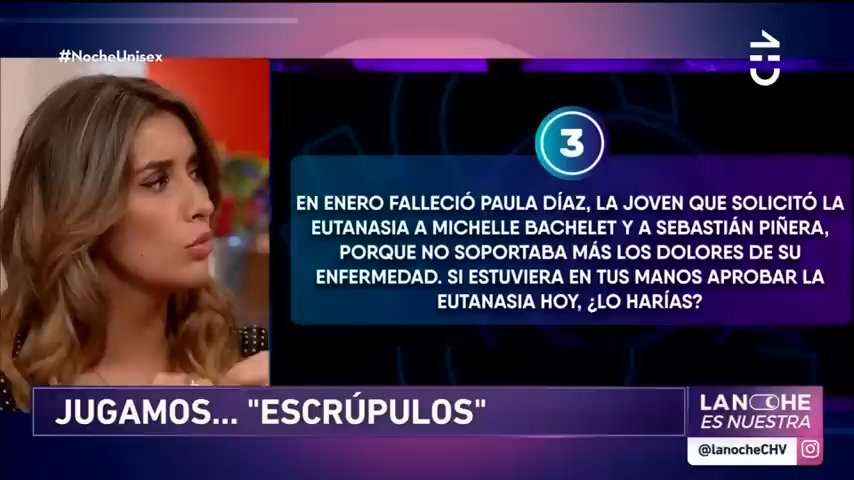 #NocheUnisex
CHV
3
EN ENERO FALLECIÓ PAULA DÍAZ, LA JOVEN QUE SOLICITÓ LA
EUTANASIA A MICHELLE BACHELET Y A SEBASTIÁN PIÑERA,
PORQUE NO SOPORTABA MÁS LOS DOLORES DE SU
ENFERMEDAD. SI ESTUVIERA EN TUS MANOS APROBAR LA
EUTANASIA HOY, ¿LO HARÍAS?
JUGAMOS... "ESCRÚPULOS"
LA NOCHE
ES NUESTRA
@lanocheCHV